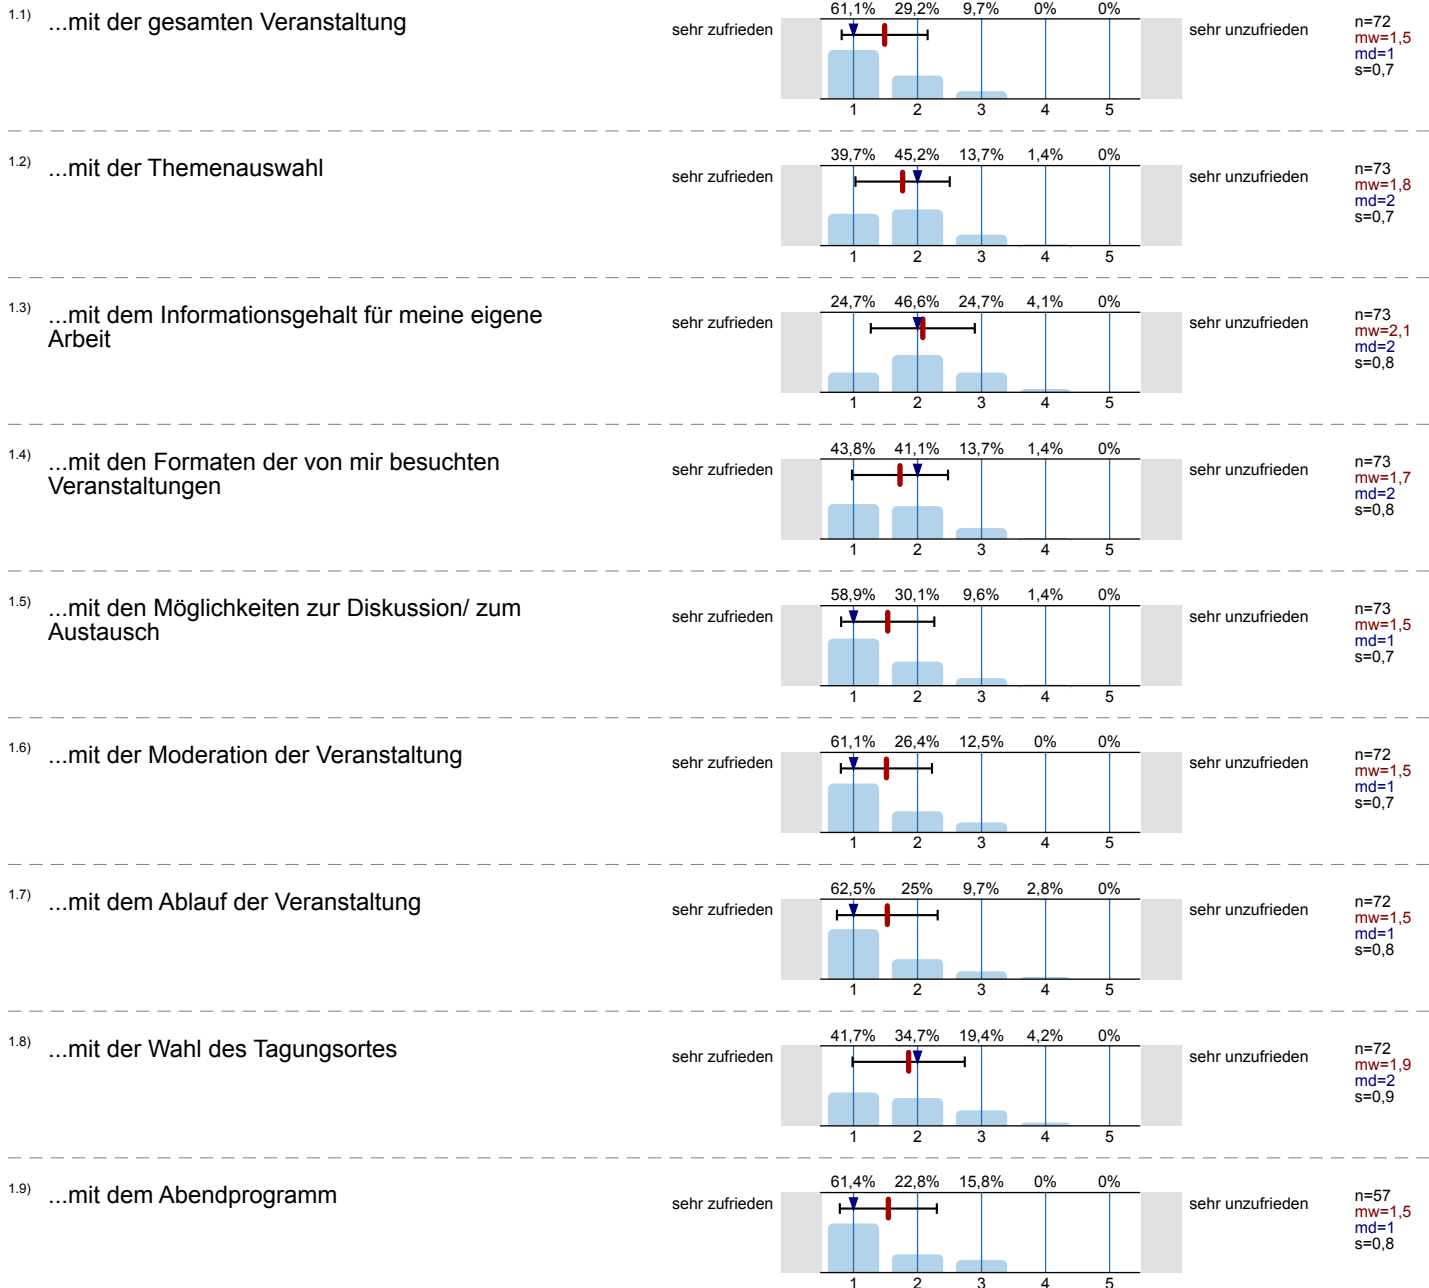 1.1) ...mit der gesamten Veranstaltung
61,1% 29,2% 9,7% 0% 0%
sehr zufrieden
sehr unzufrieden
1 2 3 4 5
n=72
mw=1,5
md=1
s=0,7
1.2) ...mit der Themenauswahl
39,7% 45,2% 13,7% 1,4% 0%
sehr zufrieden
sehr unzufrieden
1 2 3 4 5
n=73
mw=1,8
md=2
s=0,7
1.3) ...mit dem Informationsgehalt für meine eigene
Arbeit
24,7% 46,6% 24,7% 4,1% 0%
sehr zufrieden
sehr unzufrieden
1 2 3 4 5
n=73
mw=2,1
md=2
s=0,8
1.4) ...mit den Formaten der von mir besuchten
Veranstaltungen
43,8% 41,1% 13,7% 1,4% 0%
sehr zufrieden
sehr unzufrieden
1 2 3 4 5
n=73
mw=1,7
md=2
s=0,8
1.5) ...mit den Möglichkeiten zur Diskussion/ zum
Austausch
58,9% 30,1% 9,6% 1,4% 0%
sehr zufrieden
sehr unzufrieden
1 2 3 4 5
n=73
mw=1,5
md=1
s=0,7
1.6) ...mit der Moderation der Veranstaltung
61,1% 26,4% 12,5% 0% 0%
sehr zufrieden
sehr unzufrieden
1 2 3 4 5
n=72
mw=1,5
md=1
s=0,7
1.7) ...mit dem Ablauf der Veranstaltung
62,5% 25% 9,7% 2,8% 0%
sehr zufrieden
sehr unzufrieden
1 2 3 4 5
n=72
mw=1,5
md=1
s=0,8
1.8) ...mit der Wahl des Tagungsortes
41,7% 34,7% 19,4% 4,2% 0%
sehr zufrieden
sehr unzufrieden
1 2 3 4 5
n=72
mw=1,9
md=2
s=0,9
1.9) ...mit dem Abendprogramm
61,4% 22,8% 15,8% 0% 0%
sehr zufrieden
sehr unzufrieden
1 2 3 4 5
n=57
mw=1,5
md=1
s=0,8